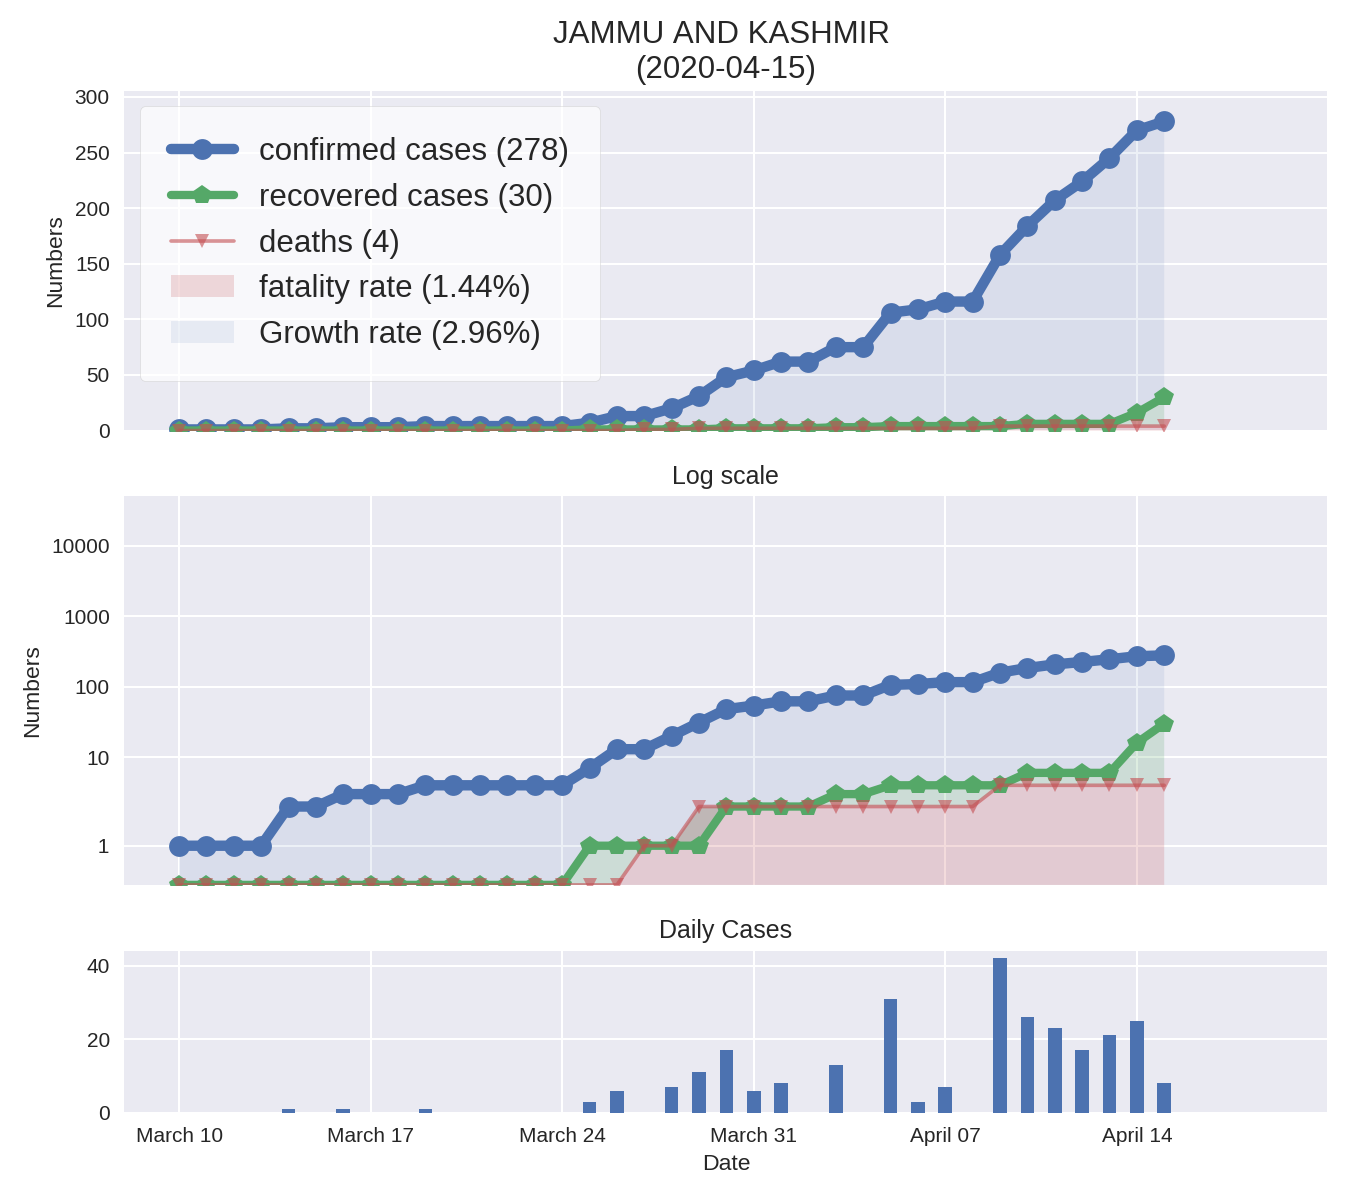 JAMMU AND KASHMIR
(2020-04-15)
300
250
200
150
100
50
0
Numbers
confirmed cases (278)
recovered cases (30)
deaths (4)
fatality rate (1.44%)
Growth rate (2.96%)
Log scale
10000
1000
100
10
1
Numbers
Daily Cases
40
20
0
March 10 March 17 March 24 March 31 April 07 April 14
Date